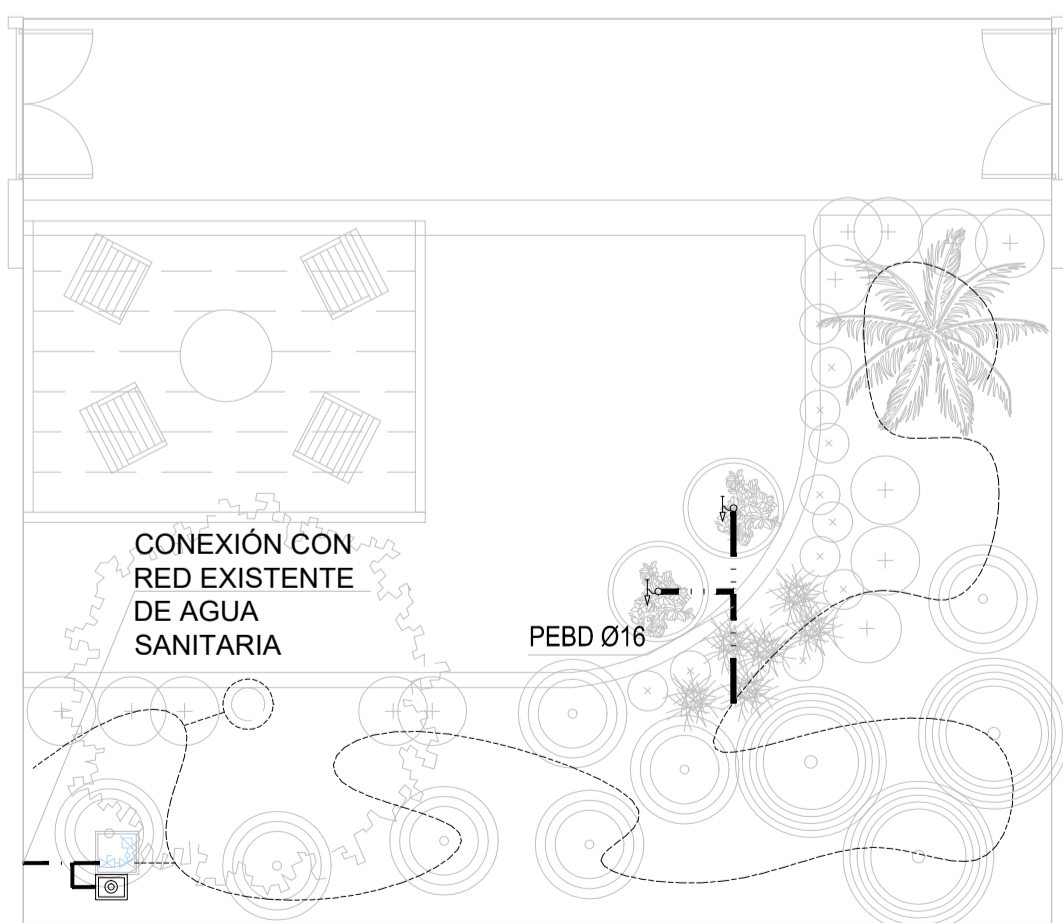 CONEXIÓN CON
RED EXISTENTE
DE AGUA
SANITARIA
PEBD Ø16